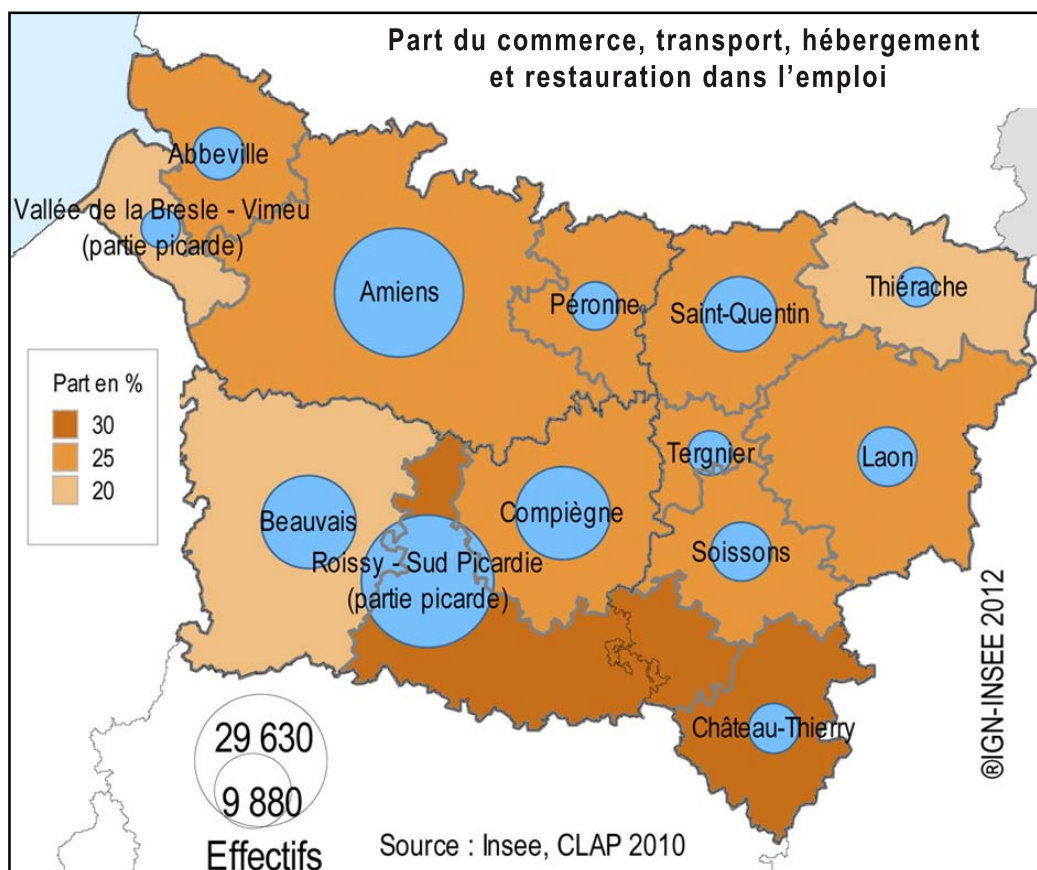 Part du commerce, transport, hébergement
et restauration dans l'emploi
Abbeville
Vallée de la Bresle - Vimeu
(partie picarde)
Amiens
Péronne
Saint-Quentin
Thiérache
Part en %
30
25
20
Tergnier
Laon
Beauvais
Compiègne
Roissy - Sud Picardie
(partie picarde)
Soissons
Château-Thierry
29 630
9 880
Effectifs
Source : Insee, CLAP 2010
®IGN-INSEE 2012